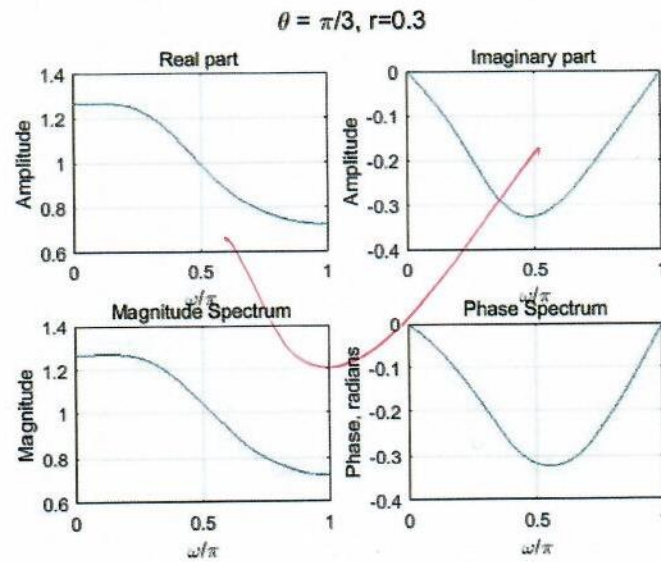 θ = π/3, r=0.3
Real part
Amplitude
1.4
1.2
1
0.8
0.6
0
0.5
1
ω/π
Imaginary part
Amplitude
0
-0.1
-0.2
-0.3
-0.4
0
0.5
1
ω/π
Magnitude Spectrum
Magnitude
1.4
1.2
1
0.8
0.6
0
0.5
1
ω/π
Phase Spectrum
Phase, radians
0
-0.1
-0.2
-0.3
-0.4
0
0.5
1
ω/π